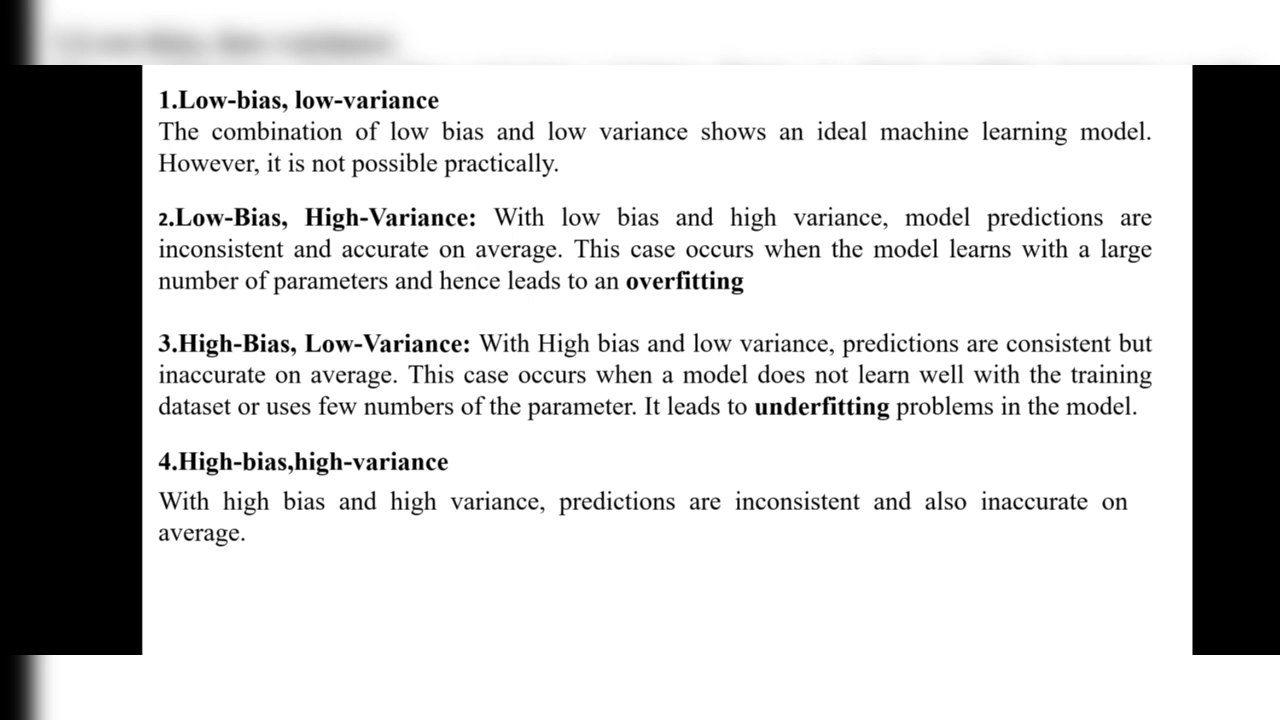 1.Low-bias, low-variance
The combination of low bias and low variance shows an ideal machine learning model.
However, it is not possible practically.
2.Low-Bias, High-Variance: With low bias and high variance, model predictions are
inconsistent and accurate on average. This case occurs when the model learns with a large
number of parameters and hence leads to an overfitting
3.High-Bias, Low-Variance: With High bias and low variance, predictions are consistent but
inaccurate on average. This case occurs when a model does not learn well with the training
dataset or uses few numbers of the parameter. It leads to underfitting problems in the model.
4.High-bias,high-variance
With high bias and high variance, predictions are inconsistent and also inaccurate on
average.